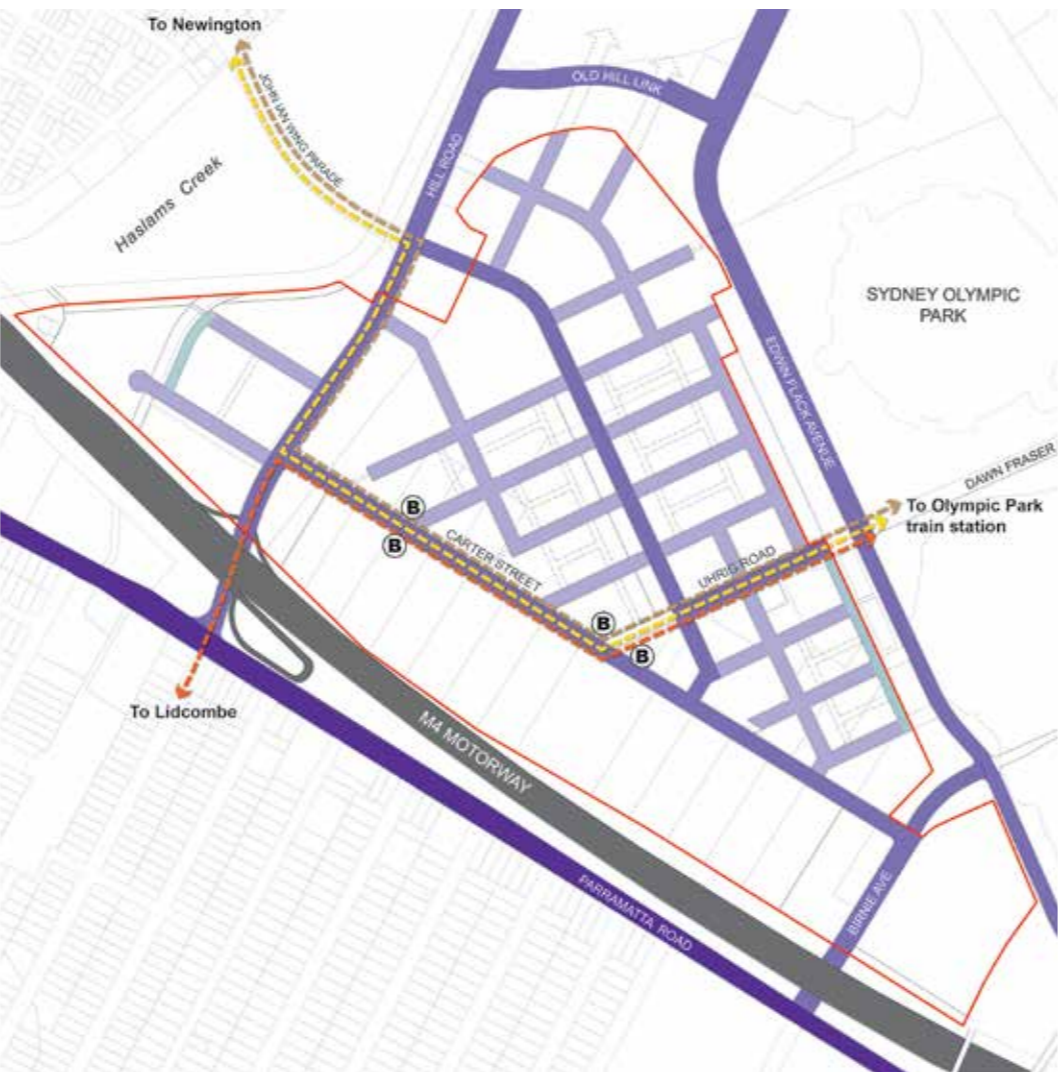 To Newington
OLD HILL LINK
JOHN IAN WING PARADE
HILL ROAD
Haslams Creek
SYDNEY OLYMPIC
PARK
EDWIN FLACK AVENUE
DAWN FRASER
To Olympic Park
train station
B
B
CARTER STREET
UHRIG ROAD
B
B
To Lidcombe
M4 MOTORWAY
PARRAMATTA ROAD
BIRNIE AVE